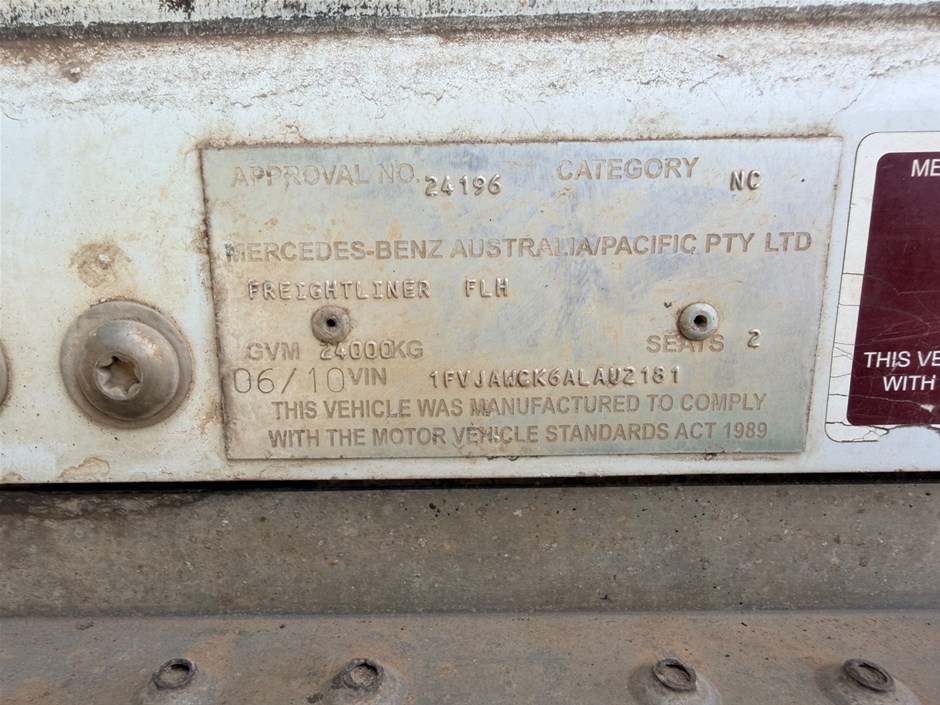 APPROVAL NO. 24196 CATEGORY NC
MERCEDES-BENZ AUSTRALIA/PACIFIC PTY LTD
FREIGHTLINER FLH
GVM 24000KG SEATS 2
06/10 VIN 1FVJAWCK6ALAU2181
THIS VEHICLE WAS MANUFACTURED TO COMPLY
WITH THE MOTOR VEHICLE STANDARDS ACT 1989
ME
THIS VE
WITH